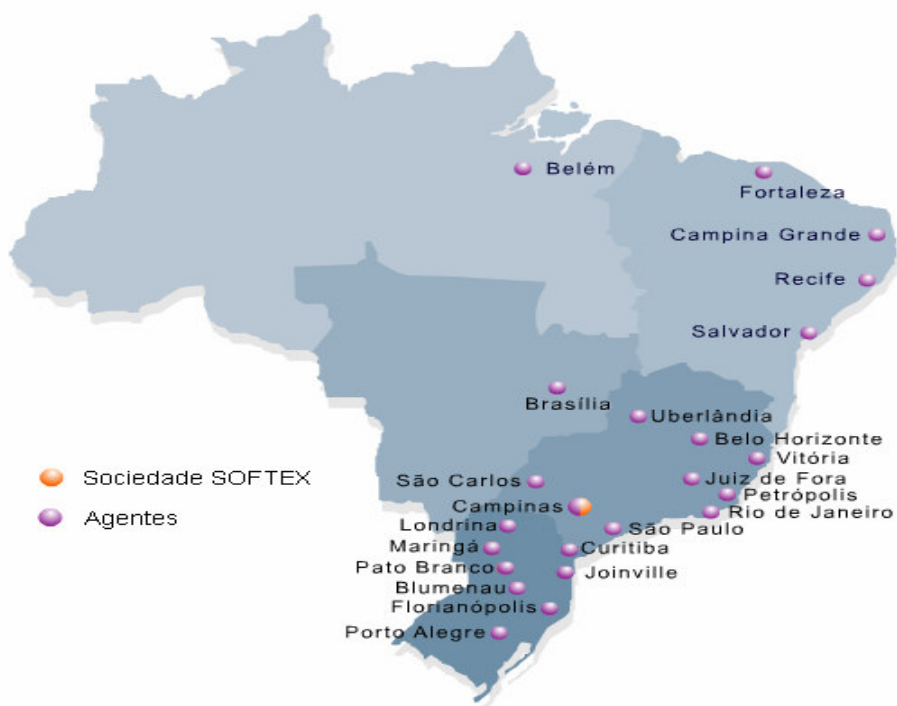 Belém
Fortaleza
Campina Grande
Recife
Salvador
Brasília
Uberlândia
Belo Horizonte
Vitória
Sociedade SOFTEX
São Carlos
Juiz de Fora
Petrópolis
Campinas
Rio de Janeiro
Agentes
Londrina
São Paulo
Maringá
Curitiba
Pato Branco
Joinville
Blumenau
Florianópolis
Porto Alegre